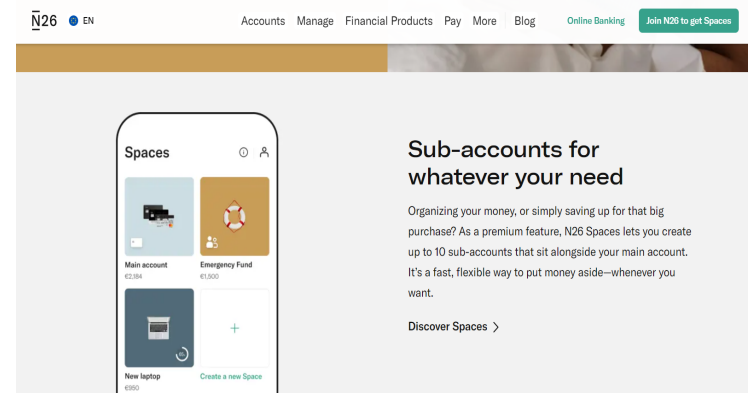 N26
EN
Accounts
Manage
Financial Products
Pay
More
Blog
Online Banking
Join N26 to get Spaces
Spaces
Main account
€2,184
Emergency Fund
€1,500
New laptop
€980
Create a new Space
Sub-accounts for
whatever your need
Organizing your money, or simply saving up for that big
purchase? As a premium feature, N26 Spaces lets you create
up to 10 sub-accounts that sit alongside your main account.
It's a fast, flexible way to put money aside—whenever you
want.
Discover Spaces